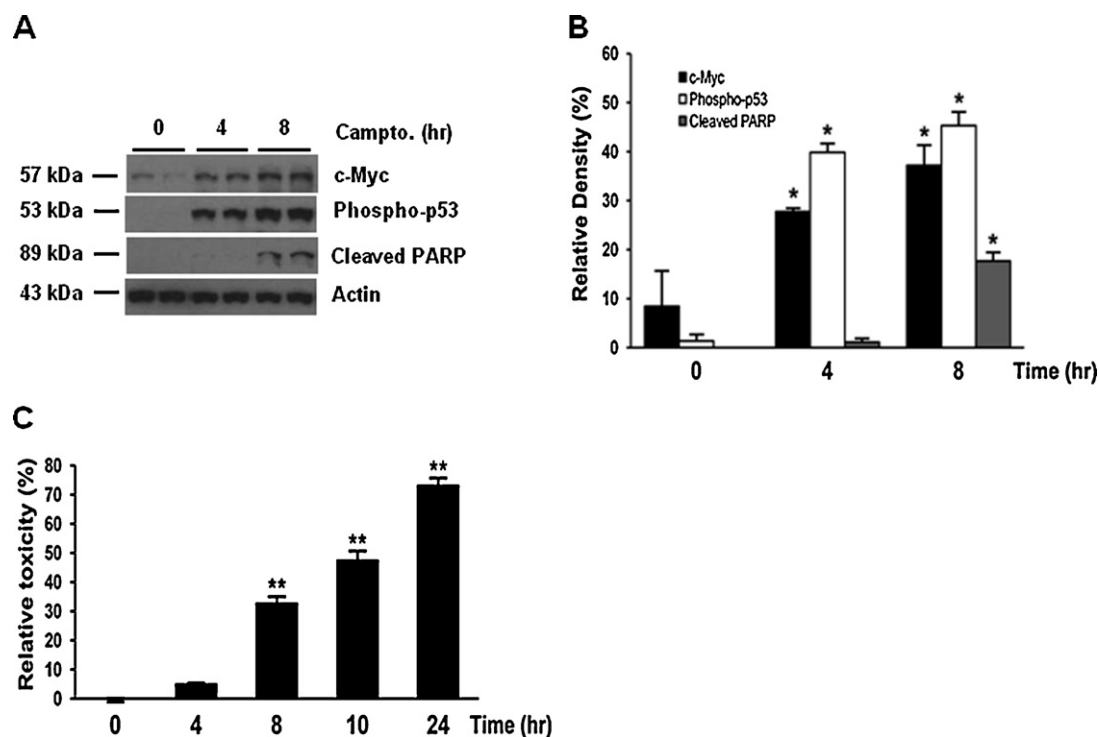 A
0 4 8 Campto. (hr)
57 kDa c-Myc
53 kDa Phospho-p53
89 kDa Cleaved PARP
43 kDa Actin
B
Relative Density (%)
60
50
40
30
20
10
0
c-Myc
Phospho-p53
Cleaved PARP
*
*
*
*
*
0 4 8 Time (hr)
C
Relative toxicity (%)
80
70
60
50
40
30
20
10
0
**
**
**
0 4 8 10 24 Time (hr)